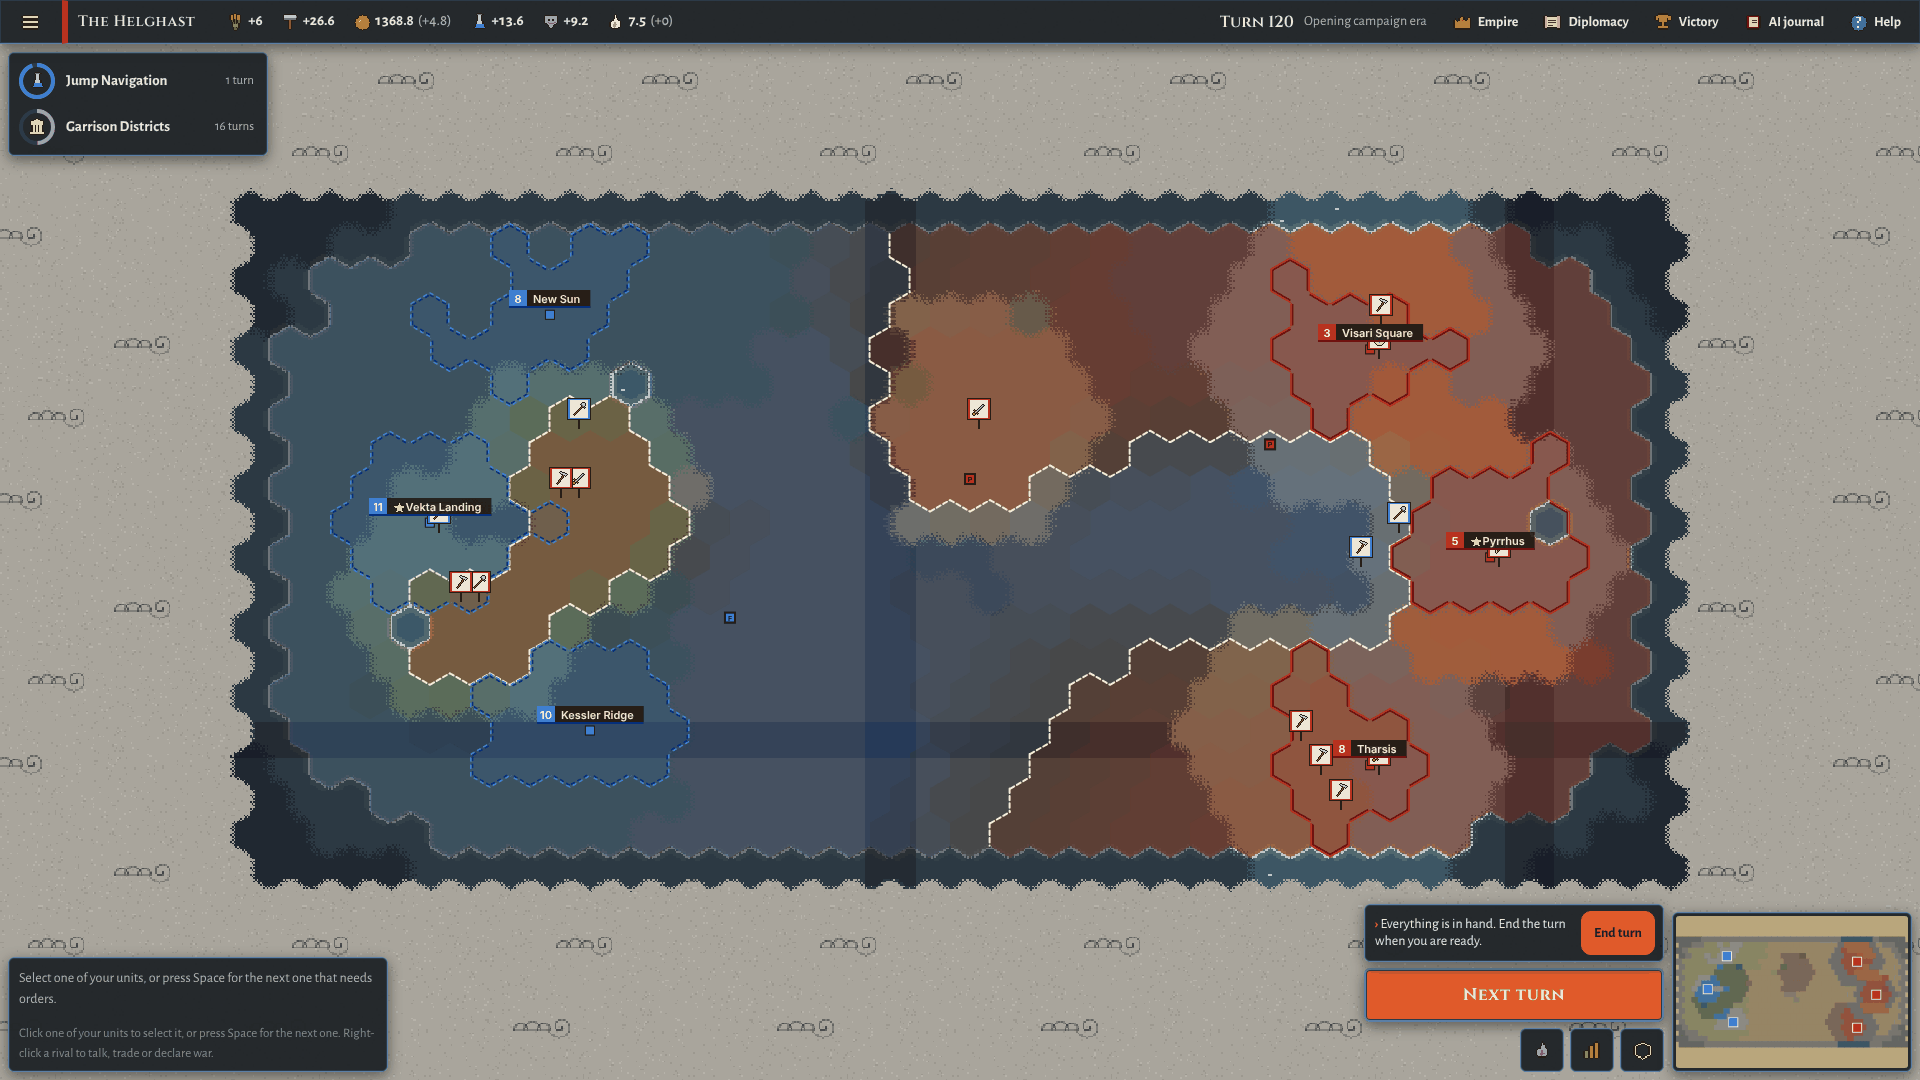 The Helghast
+6
+26.6
1368.8 (+4.8)
+13.6
+9.2
7.5 (+0)
Turn 120
Opening campaign era
Empire
Diplomacy
Victory
AI journal
Help
Jump Navigation
1 turn
Garrison Districts
16 turns
8 New Sun
3 Visari Square
11 ★Vekta Landing
5 ★Pyrrhus
10 Kessler Ridge
8 Tharsis
P
P
F
› Everything is in hand. End the turn
when you are ready.
End turn
Next turn
Select one of your units, or press Space for the next one that needs
orders.
Click one of your units to select it, or press Space for the next one. Right-
click a rival to talk, trade or declare war.